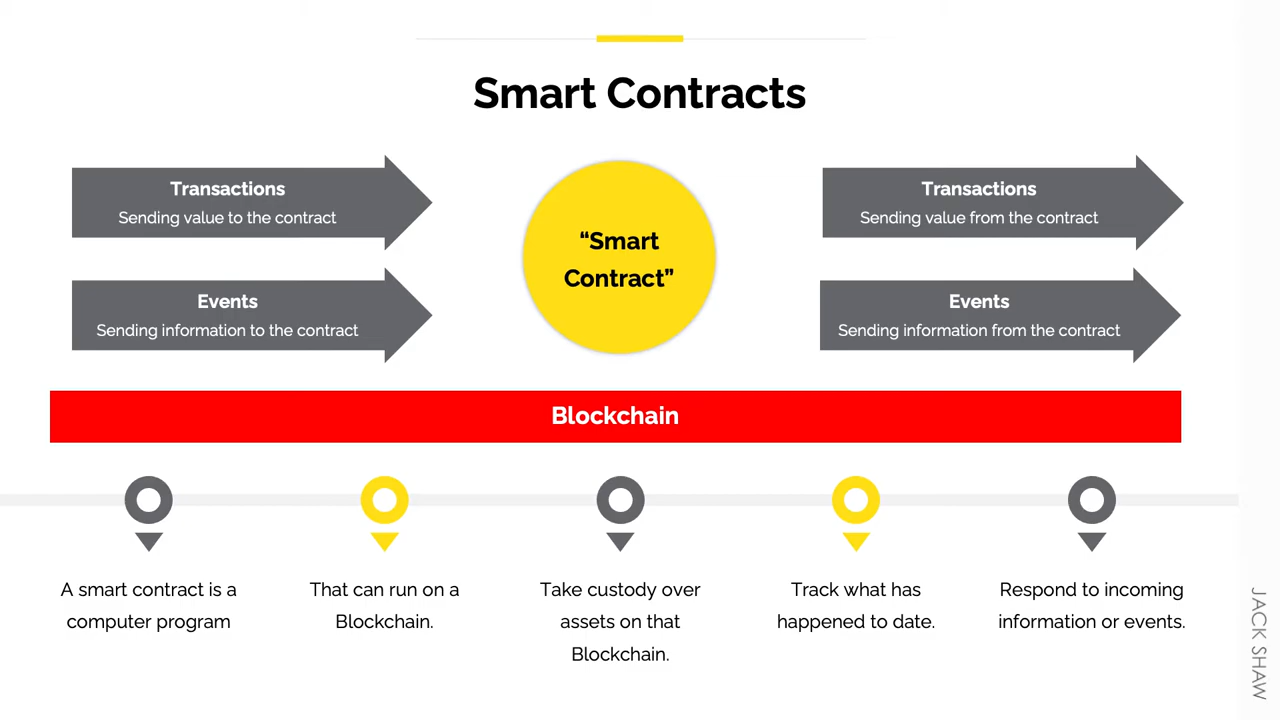 Smart Contracts
Transactions
Sending value to the contract
Events
Sending information to the contract
“Smart
Contract”
Transactions
Sending value from the contract
Events
Sending information from the contract
Blockchain
A smart contract is a
computer program
That can run on a
Blockchain.
Take custody over
assets on that
Blockchain.
Track what has
happened to date.
Respond to incoming
information or events.
JACK SHAW